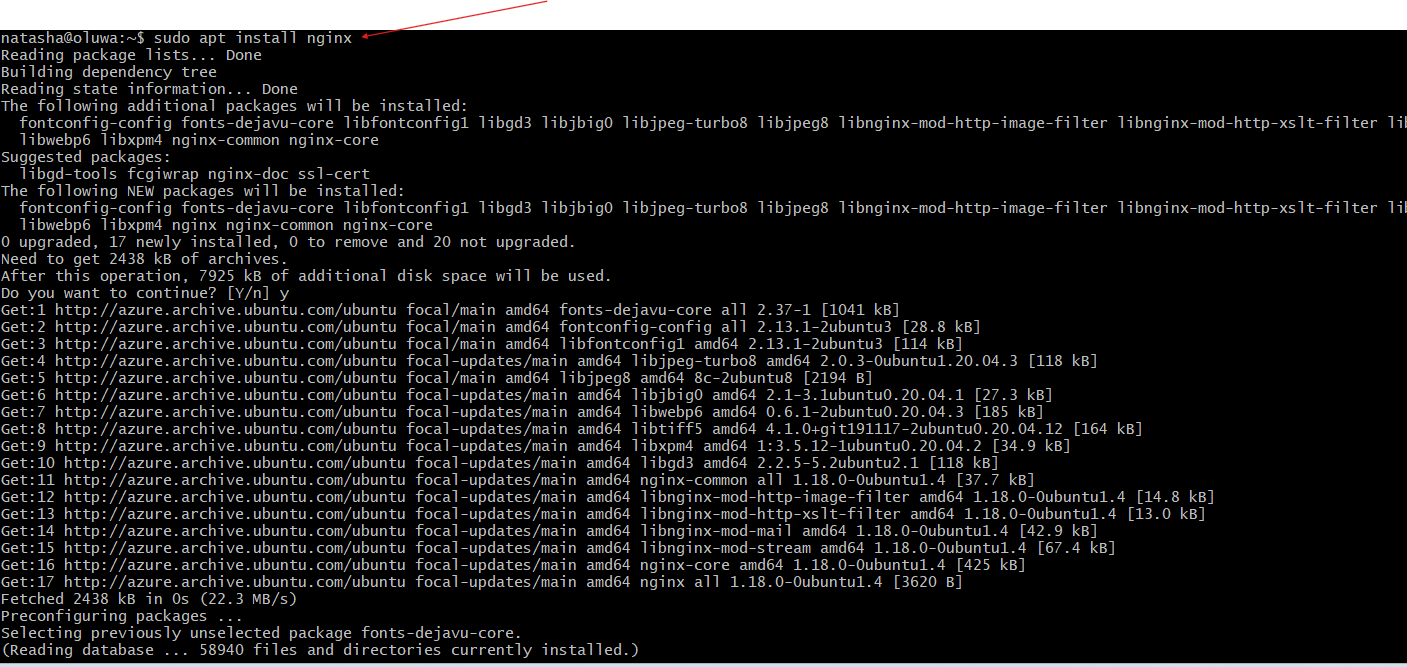 natasha@oluwa:~$ sudo apt install nginx
Reading package lists... Done
Building dependency tree
Reading state information... Done
The following additional packages will be installed:
  fontconfig-config fonts-dejavu-core libfontconfig1 libgd3 libjbig0 libjpeg-turbo8 libjpeg8 libnginx-mod-http-image-filter libnginx-mod-http-xslt-filter
  libwebp6 libxpm4 nginx-common nginx-core
Suggested packages:
  libgd-tools fcgiwrap nginx-doc ssl-cert
The following NEW packages will be installed:
  fontconfig-config fonts-dejavu-core libfontconfig1 libgd3 libjbig0 libjpeg-turbo8 libjpeg8 libnginx-mod-http-image-filter libnginx-mod-http-xslt-filter
  libwebp6 libxpm4 nginx nginx-common nginx-core
0 upgraded, 17 newly installed, 0 to remove and 20 not upgraded.
Need to get 2438 kB of archives.
After this operation, 7925 kB of additional disk space will be used.
Do you want to continue? [Y/n] y
Get:1 http://azure.archive.ubuntu.com/ubuntu focal/main amd64 fonts-dejavu-core all 2.37-1 [1041 kB]
Get:2 http://azure.archive.ubuntu.com/ubuntu focal/main amd64 fontconfig-config all 2.13.1-2ubuntu3 [28.8 kB]
Get:3 http://azure.archive.ubuntu.com/ubuntu focal/main amd64 libfontconfig1 amd64 2.13.1-2ubuntu3 [114 kB]
Get:4 http://azure.archive.ubuntu.com/ubuntu focal-updates/main amd64 libjpeg-turbo8 amd64 2.0.3-0ubuntu1.20.04.3 [118 kB]
Get:5 http://azure.archive.ubuntu.com/ubuntu focal/main amd64 libjpeg8 amd64 8c-2ubuntu8 [2194 B]
Get:6 http://azure.archive.ubuntu.com/ubuntu focal-updates/main amd64 libjbig0 amd64 2.1-3.1ubuntu0.20.04.1 [27.3 kB]
Get:7 http://azure.archive.ubuntu.com/ubuntu focal-updates/main amd64 libwebp6 amd64 0.6.1-2ubuntu0.20.04.3 [185 kB]
Get:8 http://azure.archive.ubuntu.com/ubuntu focal-updates/main amd64 libtiff5 amd64 4.1.0+git191117-2ubuntu0.20.04.12 [164 kB]
Get:9 http://azure.archive.ubuntu.com/ubuntu focal-updates/main amd64 libxpm4 amd64 1:3.5.12-1ubuntu0.20.04.2 [34.9 kB]
Get:10 http://azure.archive.ubuntu.com/ubuntu focal-updates/main amd64 libgd3 amd64 2.2.5-5.2ubuntu2.1 [118 kB]
Get:11 http://azure.archive.ubuntu.com/ubuntu focal-updates/main amd64 nginx-common all 1.18.0-0ubuntu1.4 [37.7 kB]
Get:12 http://azure.archive.ubuntu.com/ubuntu focal-updates/main amd64 libnginx-mod-http-image-filter amd64 1.18.0-0ubuntu1.4 [14.8 kB]
Get:13 http://azure.archive.ubuntu.com/ubuntu focal-updates/main amd64 libnginx-mod-http-xslt-filter amd64 1.18.0-0ubuntu1.4 [13.0 kB]
Get:14 http://azure.archive.ubuntu.com/ubuntu focal-updates/main amd64 libnginx-mod-mail amd64 1.18.0-0ubuntu1.4 [42.9 kB]
Get:15 http://azure.archive.ubuntu.com/ubuntu focal-updates/main amd64 libnginx-mod-stream amd64 1.18.0-0ubuntu1.4 [67.4 kB]
Get:16 http://azure.archive.ubuntu.com/ubuntu focal-updates/main amd64 nginx-core amd64 1.18.0-0ubuntu1.4 [425 kB]
Get:17 http://azure.archive.ubuntu.com/ubuntu focal-updates/main amd64 nginx all 1.18.0-0ubuntu1.4 [3620 B]
Fetched 2438 kB in 0s (22.3 MB/s)
Preconfiguring packages ...
Selecting previously unselected package fonts-dejavu-core.
(Reading database ... 58940 files and directories currently installed.)